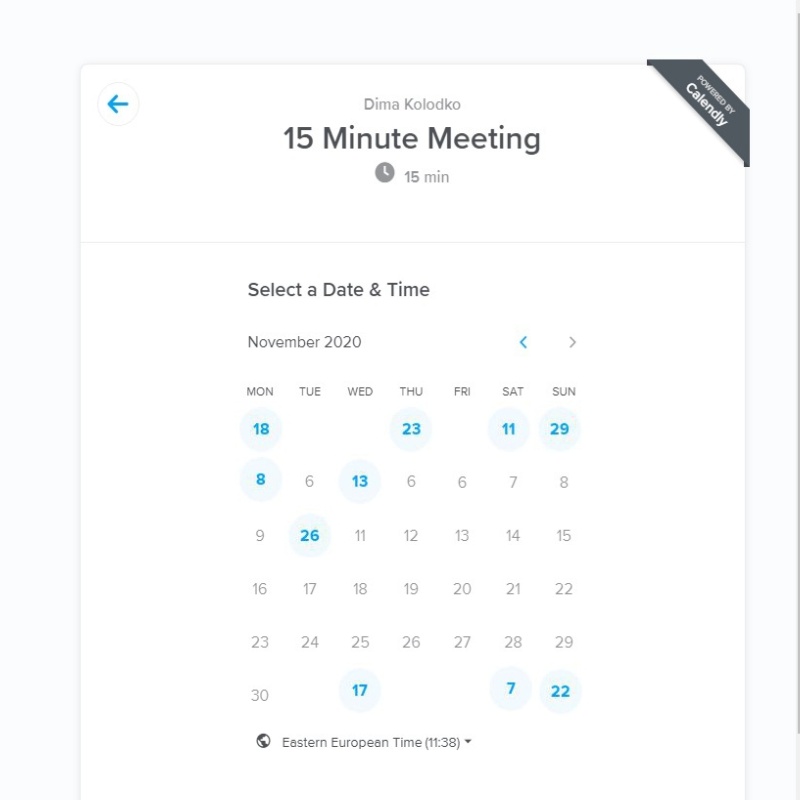 POWERED BY
Calendly
Dima Kolodko
15 Minute Meeting
15 min
Select a Date & Time
November 2020
MON TUE WED THU FRI SAT SUN
18 23 11 29
8 6 13 6 6 7 8
9 26 11 12 13 14 15
16 17 18 19 20 21 22
23 24 25 26 27 28 29
30 17 7 22
Eastern European Time (11:38)